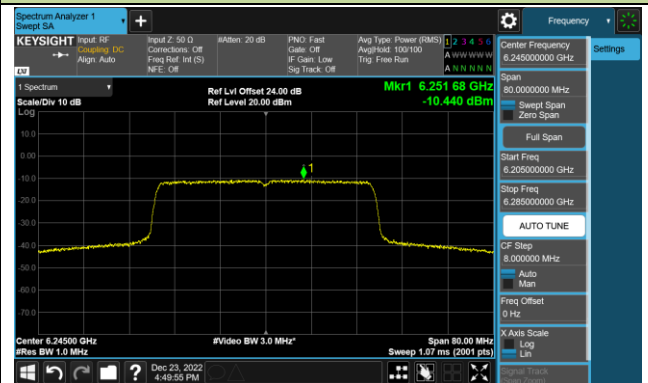 Spectrum Analyzer 1
Swept SA
+
Frequency
KEYSIGHT
Input: RF
Coupling: DC
Align: Auto
Input Z: 50 Ω
Corrections: Off
Freq Ref: Int (S)
NFE: Off
#Atten: 20 dB
PNO: Fast
Gate: Off
IF Gain: Low
Sig Track: Off
Avg Type: Power (RMS)
Avg|Hold: 100/100
Trig: Free Run
1 2 3 4 5 6
A W W W W W
A N N N N N
LXI
1 Spectrum
Scale/Div 10 dB
Log
Ref Lvl Offset 24.00 dB
Ref Level 20.00 dBm
Mkr1 6.251 68 GHz
-10.440 dBm
10.0
0.00
-10.0
-20.0
-30.0
-40.0
-50.0
-60.0
-70.0
1
Center 6.24500 GHz
#Res BW 1.0 MHz
#Video BW 3.0 MHz*
Span 80.00 MHz
Sweep 1.07 ms (2001 pts)
Center Frequency
6.245000000 GHz
Span
80.0000000 MHz
Swept Span
Zero Span
Full Span
Start Freq
6.205000000 GHz
Stop Freq
6.285000000 GHz
AUTO TUNE
CF Step
8.000000 MHz
Auto
Man
Freq Offset
0 Hz
X Axis Scale
Log
Lin
Signal Track
(Span Zoom)
Settings
?
Dec 23, 2022
4:49:55 PM